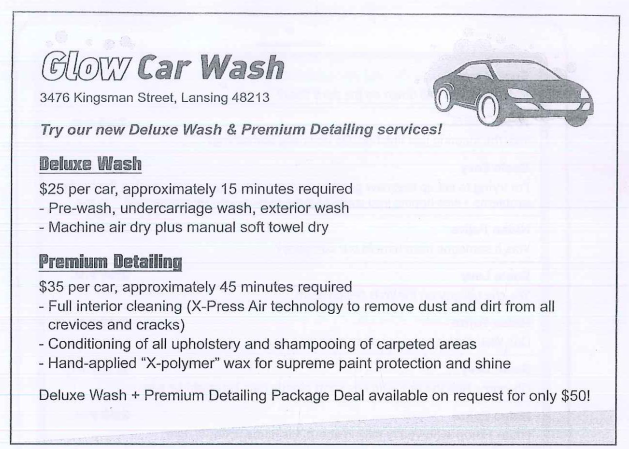 Glow Car Wash
3476 Kingsman Street, Lansing 48213
Try our new Deluxe Wash & Premium Detailing services!
Deluxe Wash
$25 per car, approximately 15 minutes required
- Pre-wash, undercarriage wash, exterior wash
- Machine air dry plus manual soft towel dry
Premium Detailing
$35 per car, approximately 45 minutes required
- Full interior cleaning (X-Press Air technology to remove dust and dirt from all
crevices and cracks)
- Conditioning of all upholstery and shampooing of carpeted areas
- Hand-applied “X-polymer” wax for supreme paint protection and shine
Deluxe Wash + Premium Detailing Package Deal available on request for only $50!